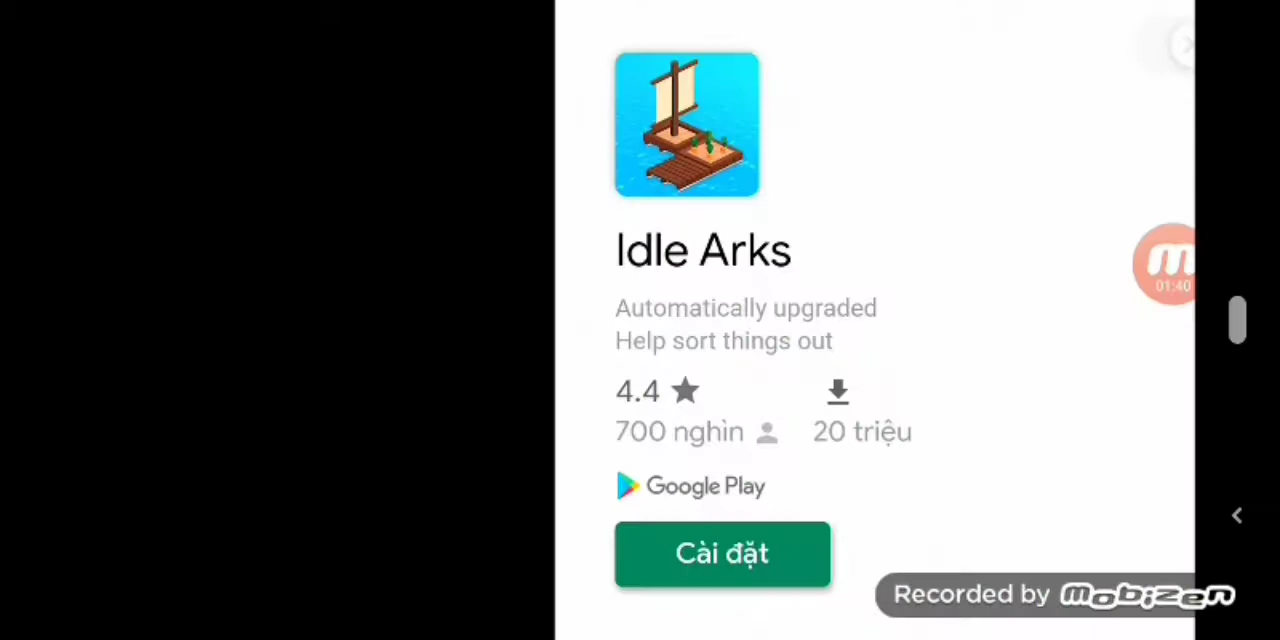 Idle Arks
Automatically upgraded
Help sort things out
4.4
700 nghìn
20 triệu
Google Play
Cài đặt
01:40
Recorded by mobizen